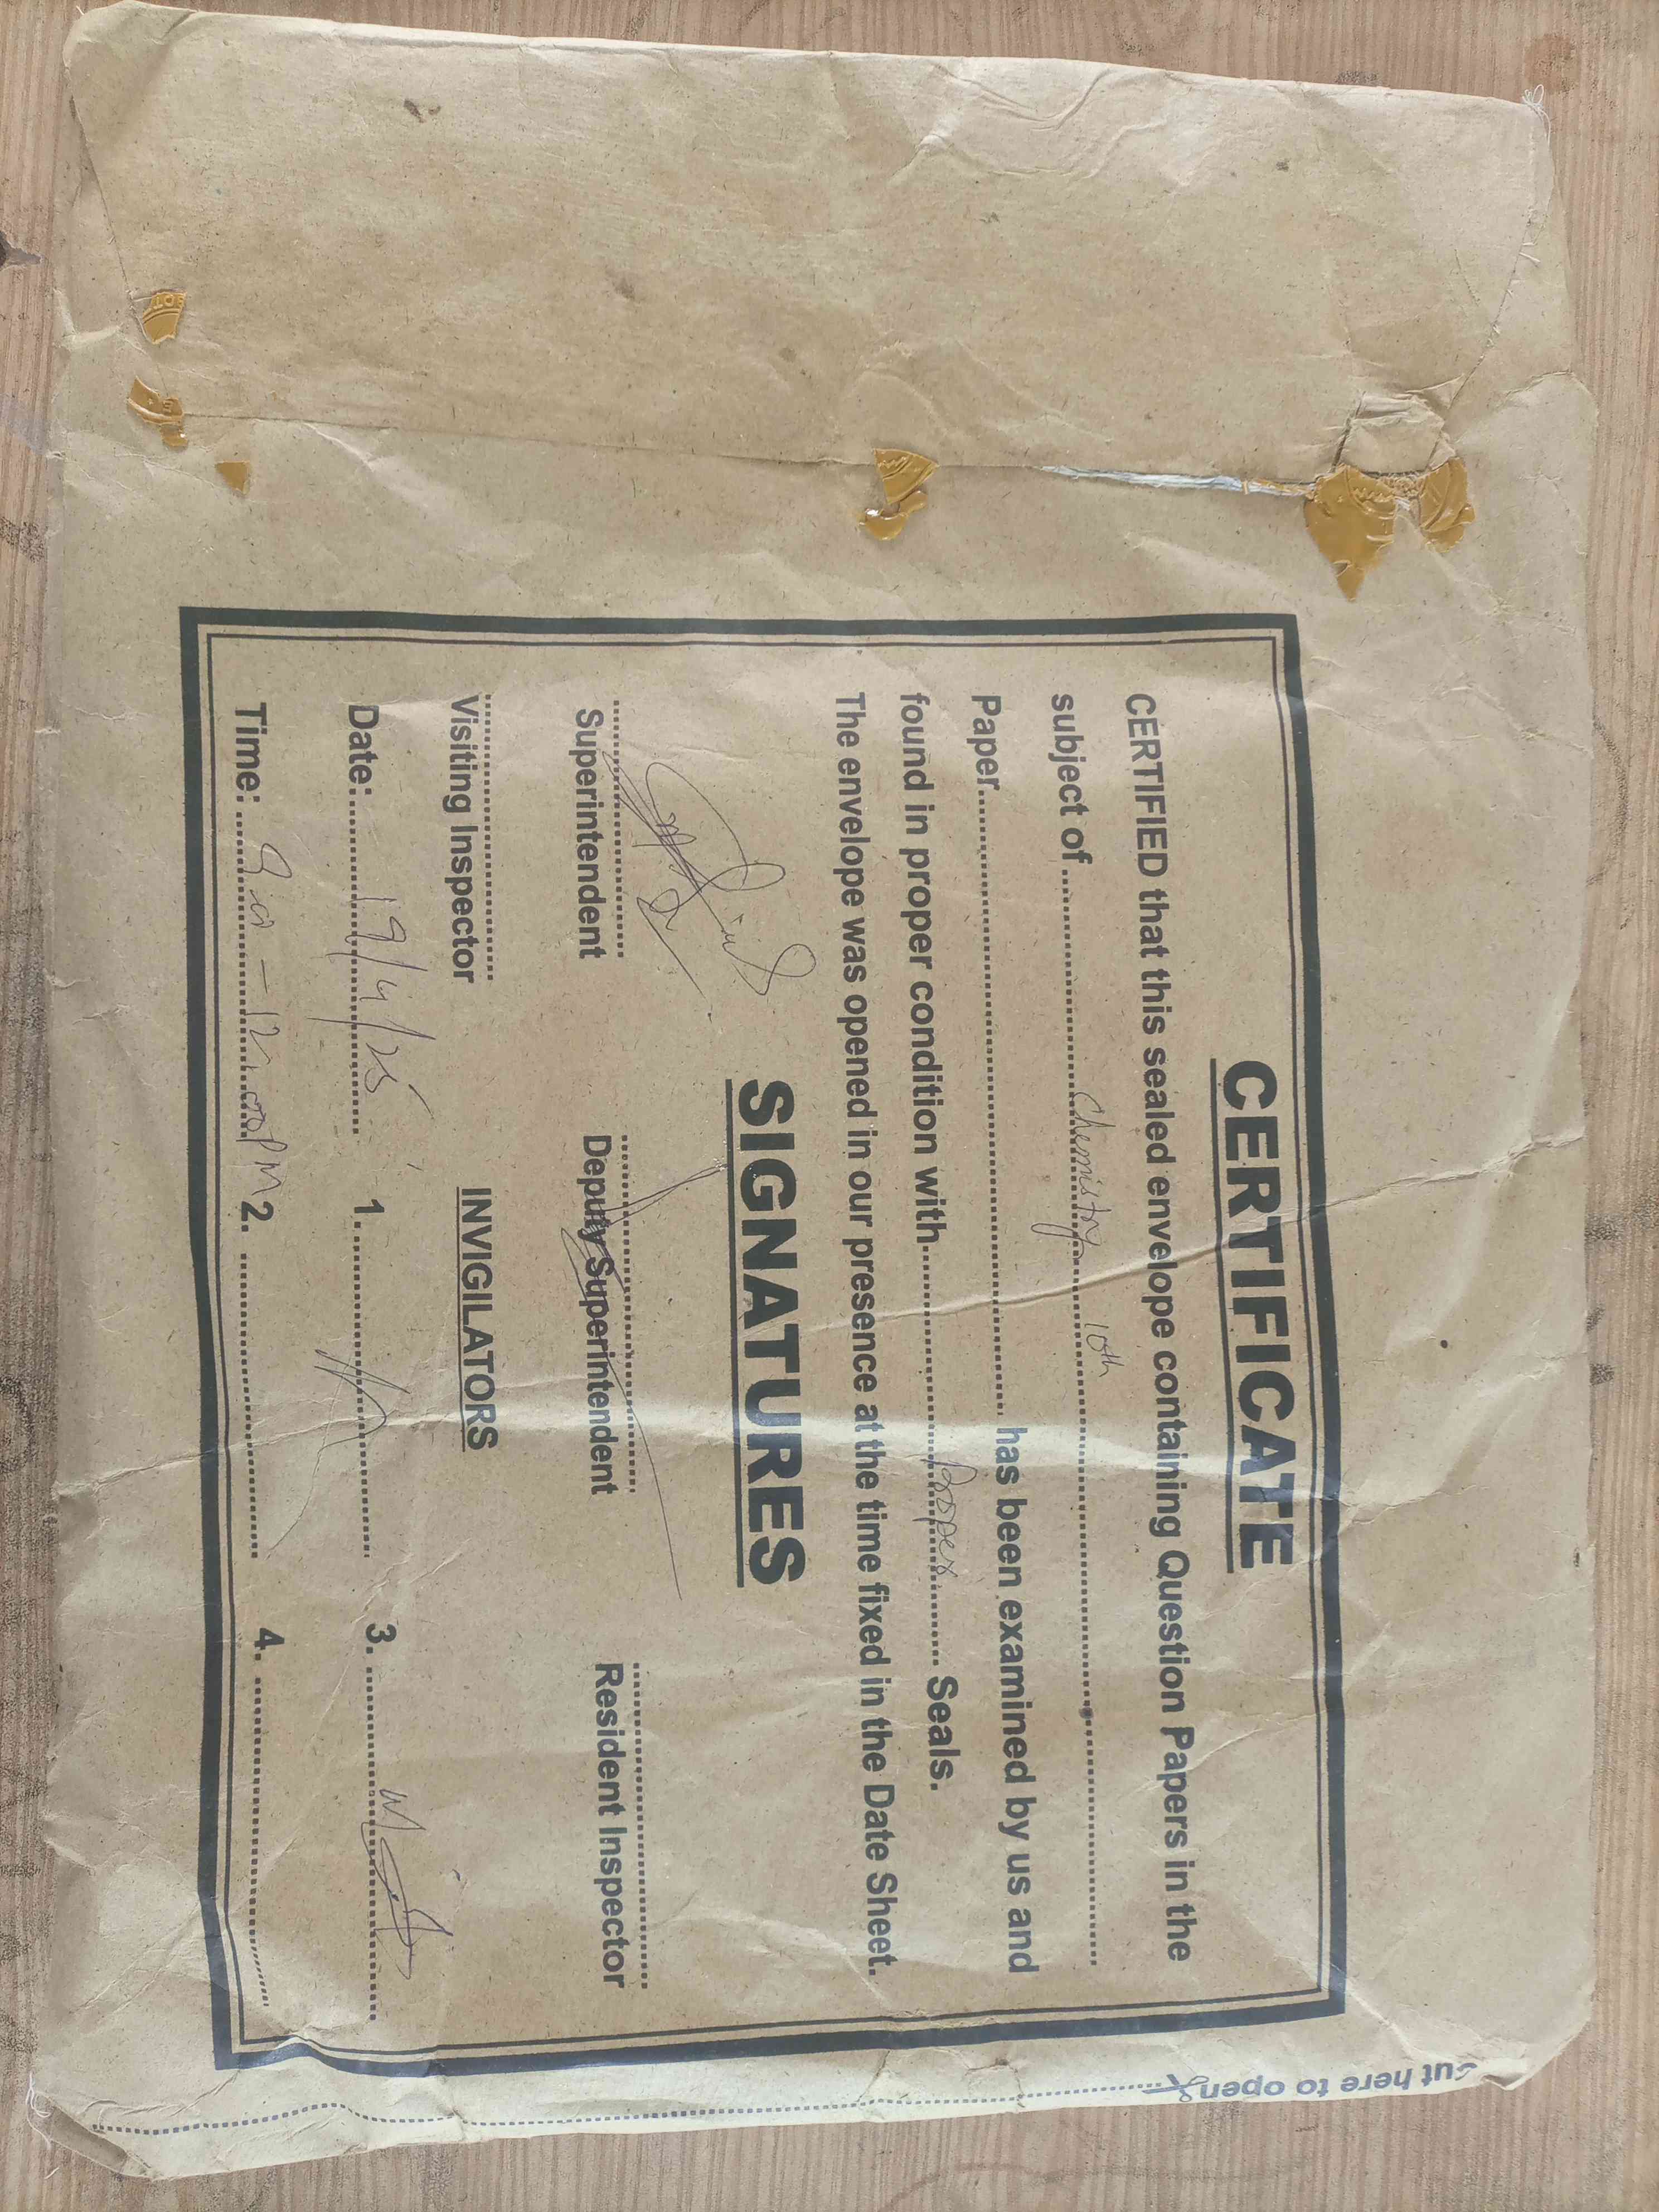 CERTIFICATE
CERTIFIED that this sealed envelope containing Question Papers in the
subject of Chemistry 10th
Paper has been examined by us and
found in proper condition with Proper Seals.
The envelope was opened in our presence at the time fixed in the Date Sheet.
SIGNATURES
Superintendent Deputy Superintendent Resident Inspector
Visiting Inspector INVIGILATORS
Date: 19/4/25 1. 3.
Time: 12:00PM 2. 4.
Cut here to open